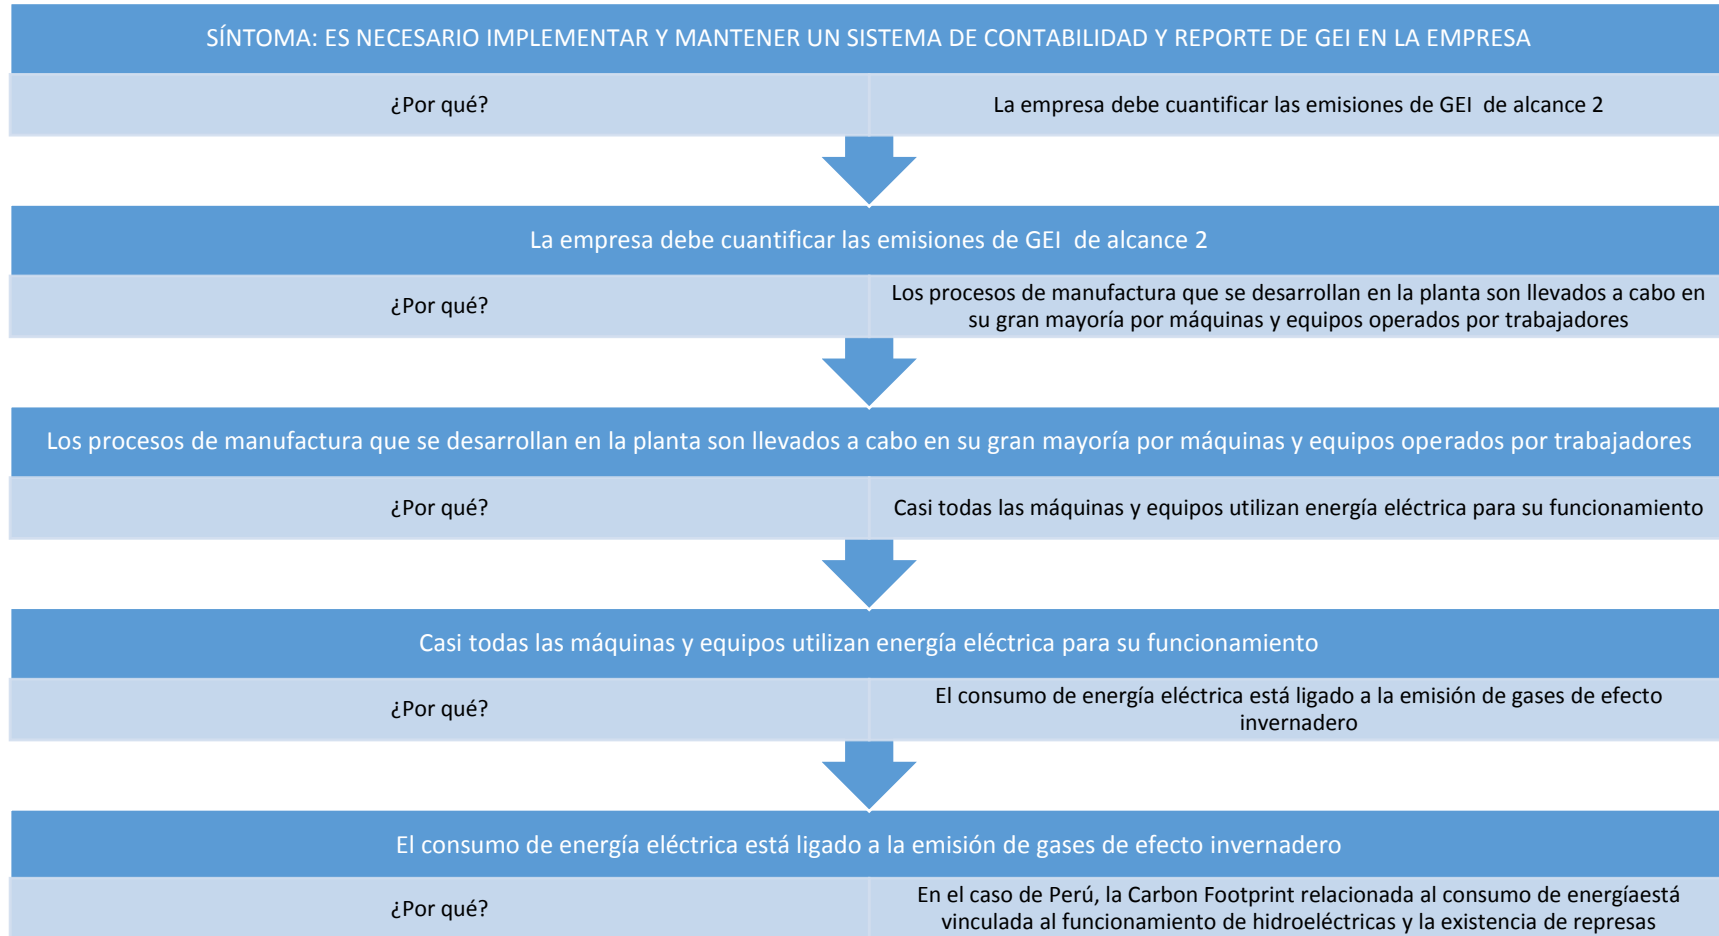 SÍNTOMA: ES NECESARIO IMPLEMENTAR Y MANTENER UN SISTEMA DE CONTABILIDAD Y REPORTE DE GEI EN LA EMPRESA
¿Por qué?
La empresa debe cuantificar las emisiones de GEI  de alcance 2
La empresa debe cuantificar las emisiones de GEI  de alcance 2
¿Por qué?
Los procesos de manufactura que se desarrollan en la planta son llevados a cabo en
su gran mayoría por máquinas y equipos operados por trabajadores
Los procesos de manufactura que se desarrollan en la planta son llevados a cabo en su gran mayoría por máquinas y equipos operados por trabajadores
¿Por qué?
Casi todas las máquinas y equipos utilizan energía eléctrica para su funcionamiento
Casi todas las máquinas y equipos utilizan energía eléctrica para su funcionamiento
¿Por qué?
El consumo de energía eléctrica está ligado a la emisión de gases de efecto
invernadero
El consumo de energía eléctrica está ligado a la emisión de gases de efecto invernadero
¿Por qué?
En el caso de Perú, la Carbon Footprint relacionada al consumo de energíaestá
vinculada al funcionamiento de hidroeléctricas y la existencia de represas